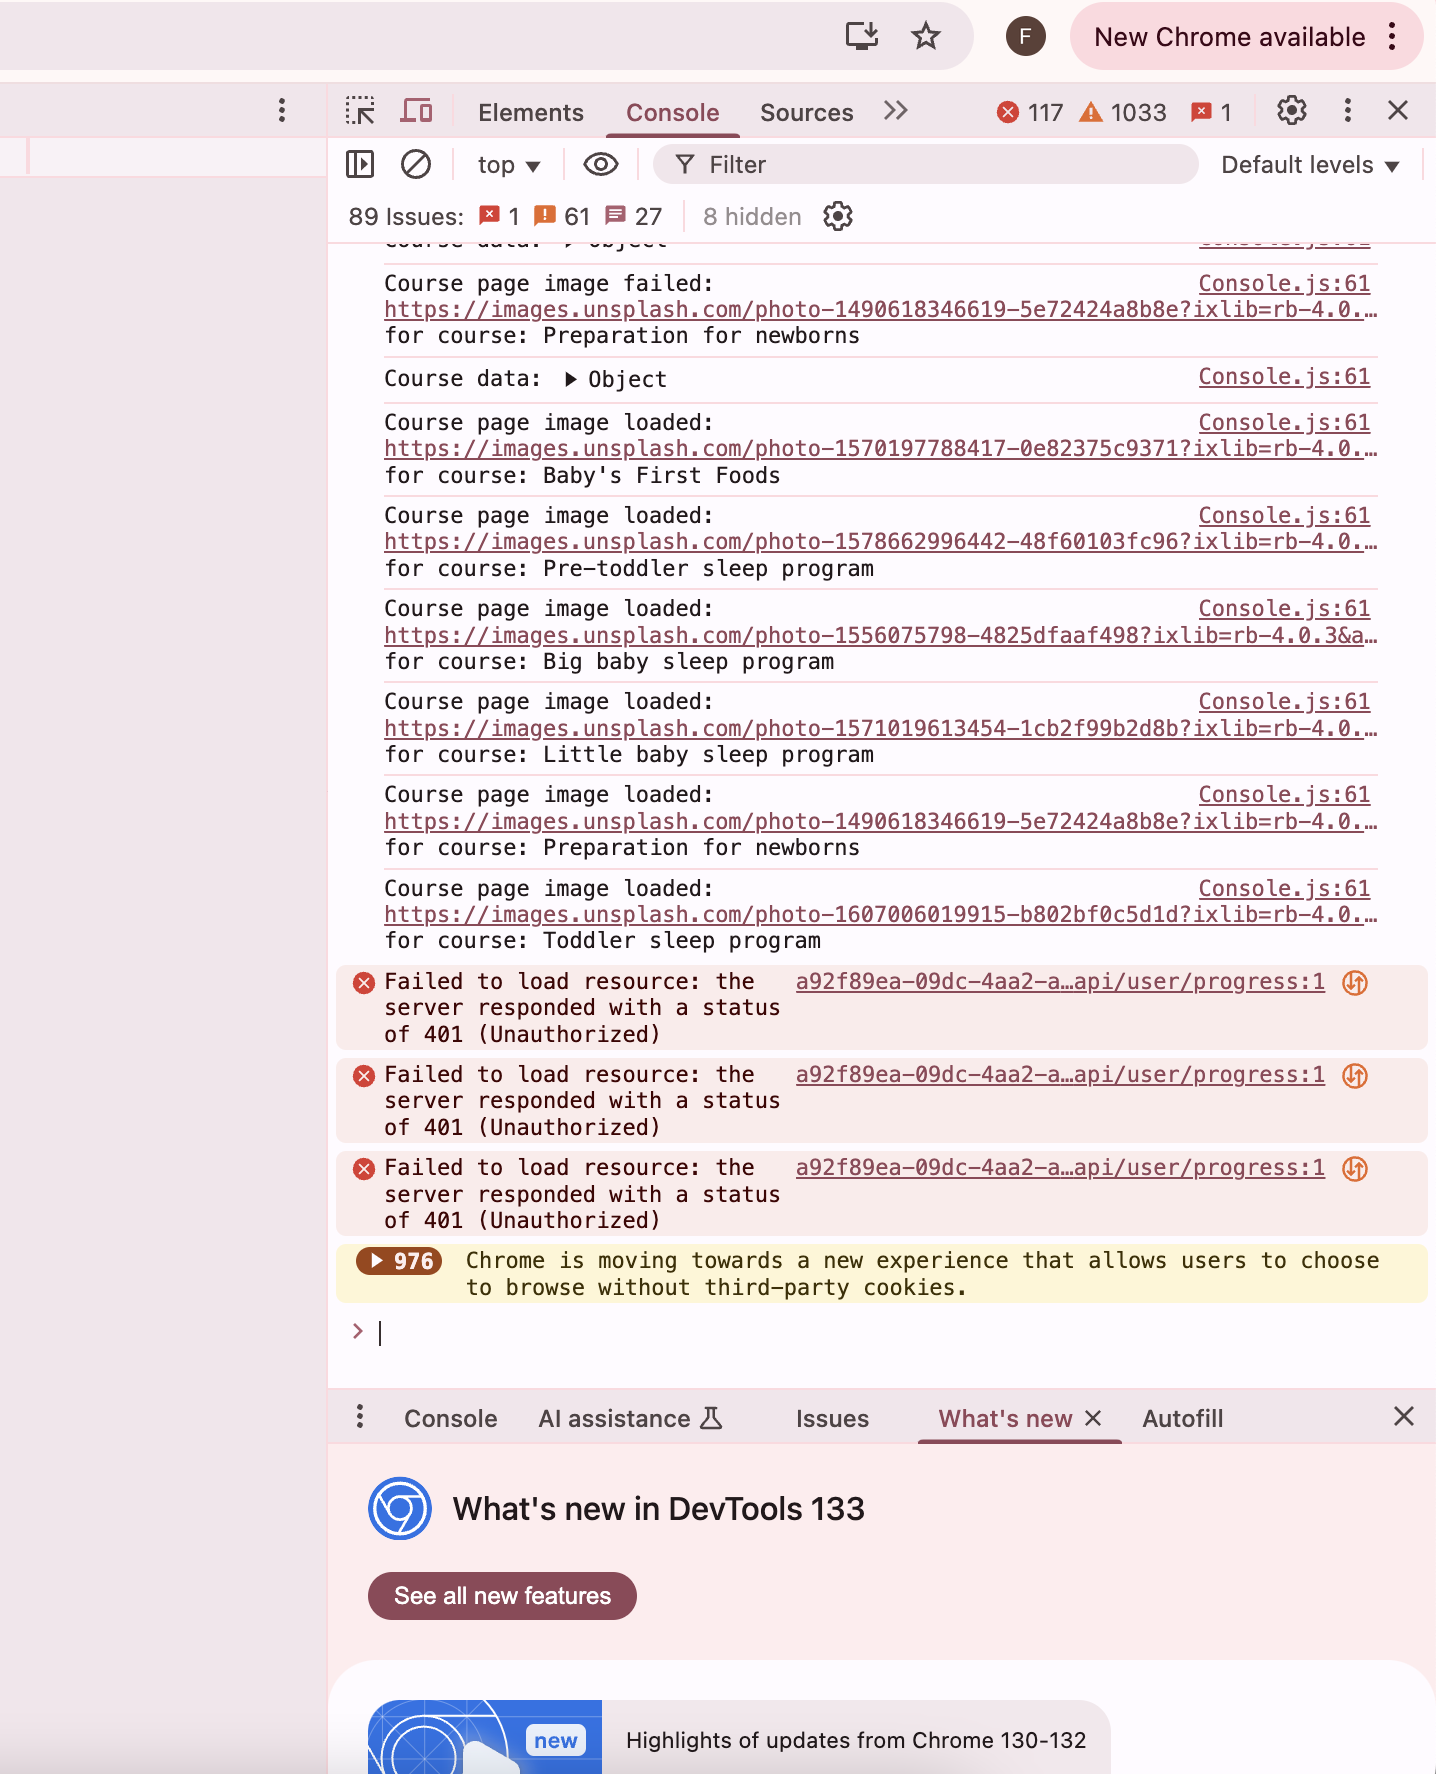 F
New Chrome available
Elements
Console
Sources
117
1033
1
top
Filter
Default levels
89 Issues:
1
61
27
8 hidden
Course data: Object
Console.js:61
Course page image failed:
Console.js:61
https://images.unsplash.com/photo-1490618346619-5e72424a8b8e?ixlib=rb-4.0.…
for course: Preparation for newborns
Course data: Object
Console.js:61
Course page image loaded:
Console.js:61
https://images.unsplash.com/photo-1570197788417-0e82375c9371?ixlib=rb-4.0.…
for course: Baby's First Foods
Course page image loaded:
Console.js:61
https://images.unsplash.com/photo-1578662996442-48f60103fc96?ixlib=rb-4.0.…
for course: Pre-toddler sleep program
Course page image loaded:
Console.js:61
https://images.unsplash.com/photo-1556075798-4825dfaaf498?ixlib=rb-4.0.3&a…
for course: Big baby sleep program
Course page image loaded:
Console.js:61
https://images.unsplash.com/photo-1571019613454-1cb2f99b2d8b?ixlib=rb-4.0.…
for course: Little baby sleep program
Course page image loaded:
Console.js:61
https://images.unsplash.com/photo-1490618346619-5e72424a8b8e?ixlib=rb-4.0.…
for course: Preparation for newborns
Course page image loaded:
Console.js:61
https://images.unsplash.com/photo-1607006019915-b802bf0c5d1d?ixlib=rb-4.0.…
for course: Toddler sleep program
Failed to load resource: the
a92f89ea-09dc-4aa2-a…api/user/progress:1
server responded with a status
of 401 (Unauthorized)
Failed to load resource: the
a92f89ea-09dc-4aa2-a…api/user/progress:1
server responded with a status
of 401 (Unauthorized)
Failed to load resource: the
a92f89ea-09dc-4aa2-a…api/user/progress:1
server responded with a status
of 401 (Unauthorized)
976
Chrome is moving towards a new experience that allows users to choose
to browse without third-party cookies.
Console
AI assistance
Issues
What's new
Autofill
What's new in DevTools 133
See all new features
new
Highlights of updates from Chrome 130-132